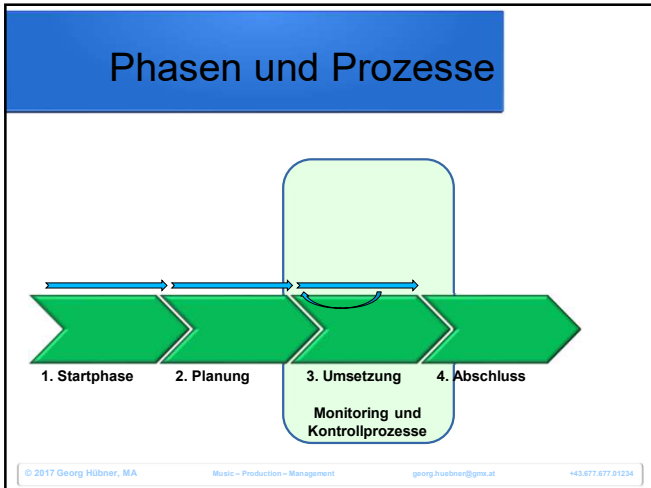 Phasen und Prozesse
1. Startphase
2. Planung
3. Umsetzung
4. Abschluss
Monitoring und
Kontrollprozesse
© 2017 Georg Hübner, MA
Music – Production – Management
georg.huebner@gmx.at
+43.677.677.01234